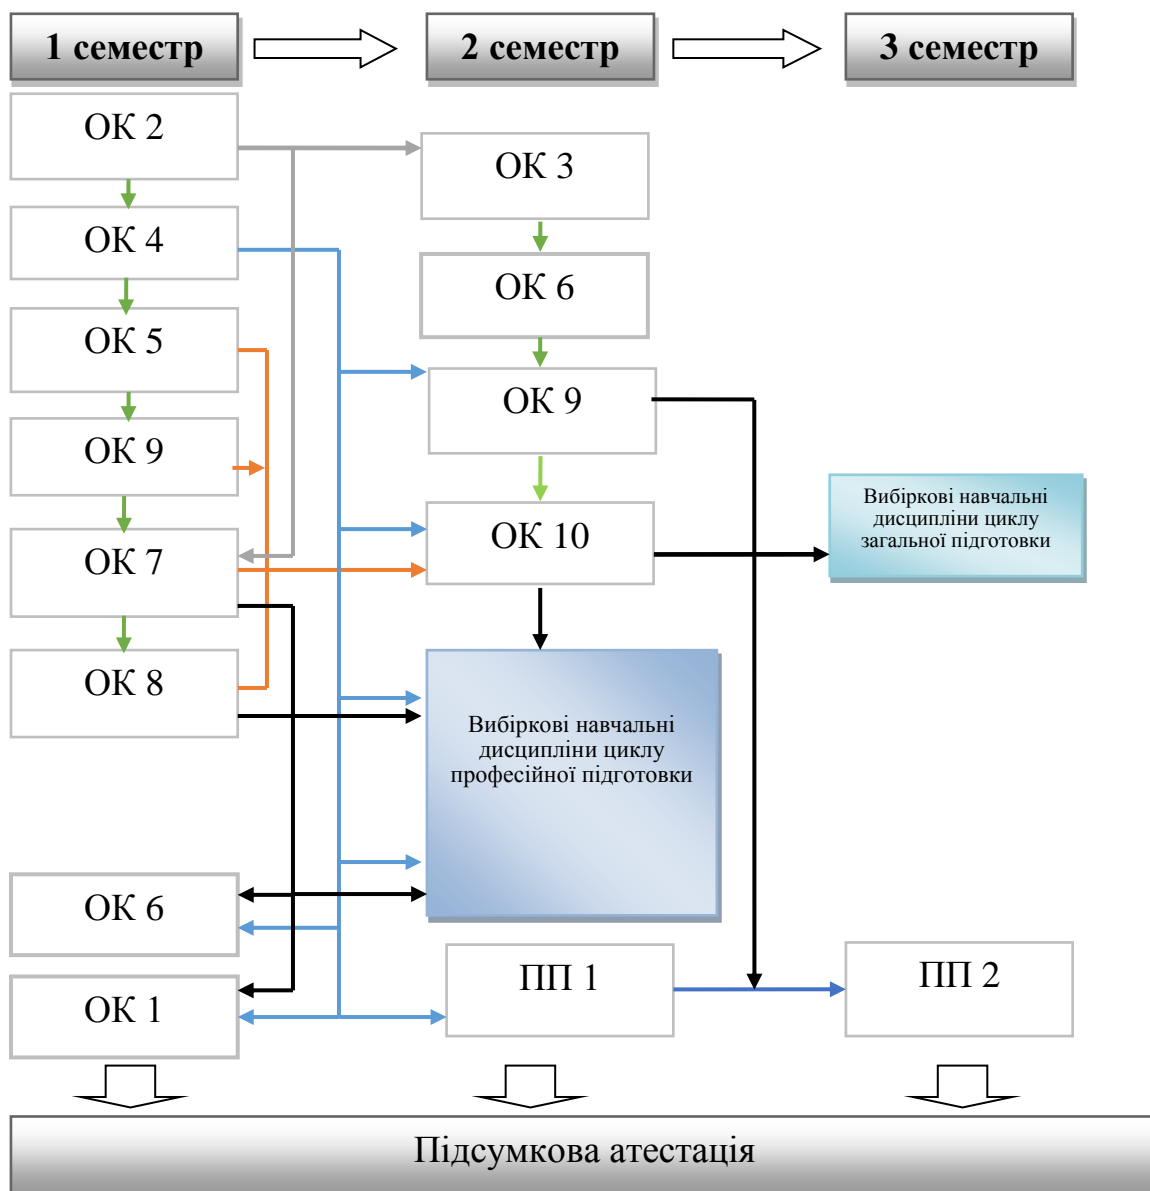 1 семестр
2 семестр
3 семестр
ОК 2
ОК 4
ОК 5
ОК 9
ОК 7
ОК 8
ОК 6
ОК 1
ОК 3
ОК 6
ОК 9
ОК 10
Вибіркові навчальні
дисципліни циклу
професійної підготовки
ПП 1
Вибіркові навчальні
дисципліни циклу
загальної підготовки
ПП 2
Підсумкова атестація